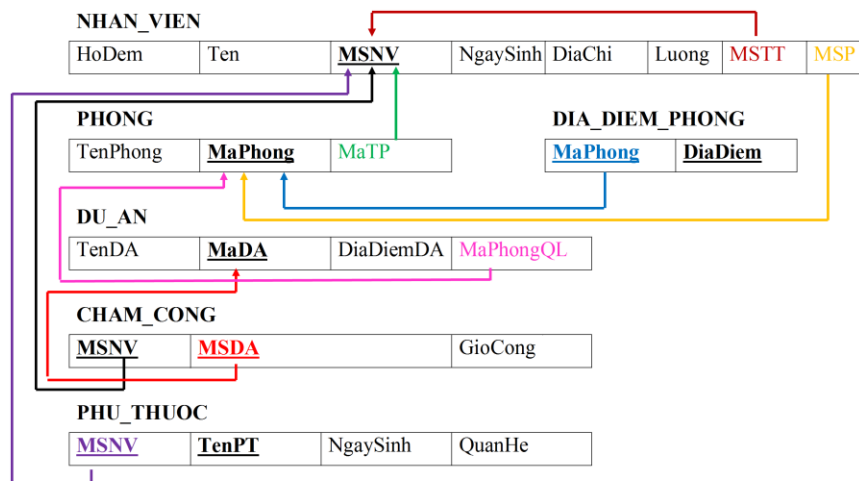 NHAN_VIEN
HoDem Ten MSNV NgaySinh DiaChi Luong MSTT MSP
PHONG DIA_DIEM_PHONG
TenPhong MaPhong MaTP MaPhong DiaDiem
DU_AN
TenDA MaDA DiaDiemDA MaPhongQL
CHAM_CONG
MSNV MSDA GioCong
PHU_THUOC
MSNV TenPT NgaySinh QuanHe